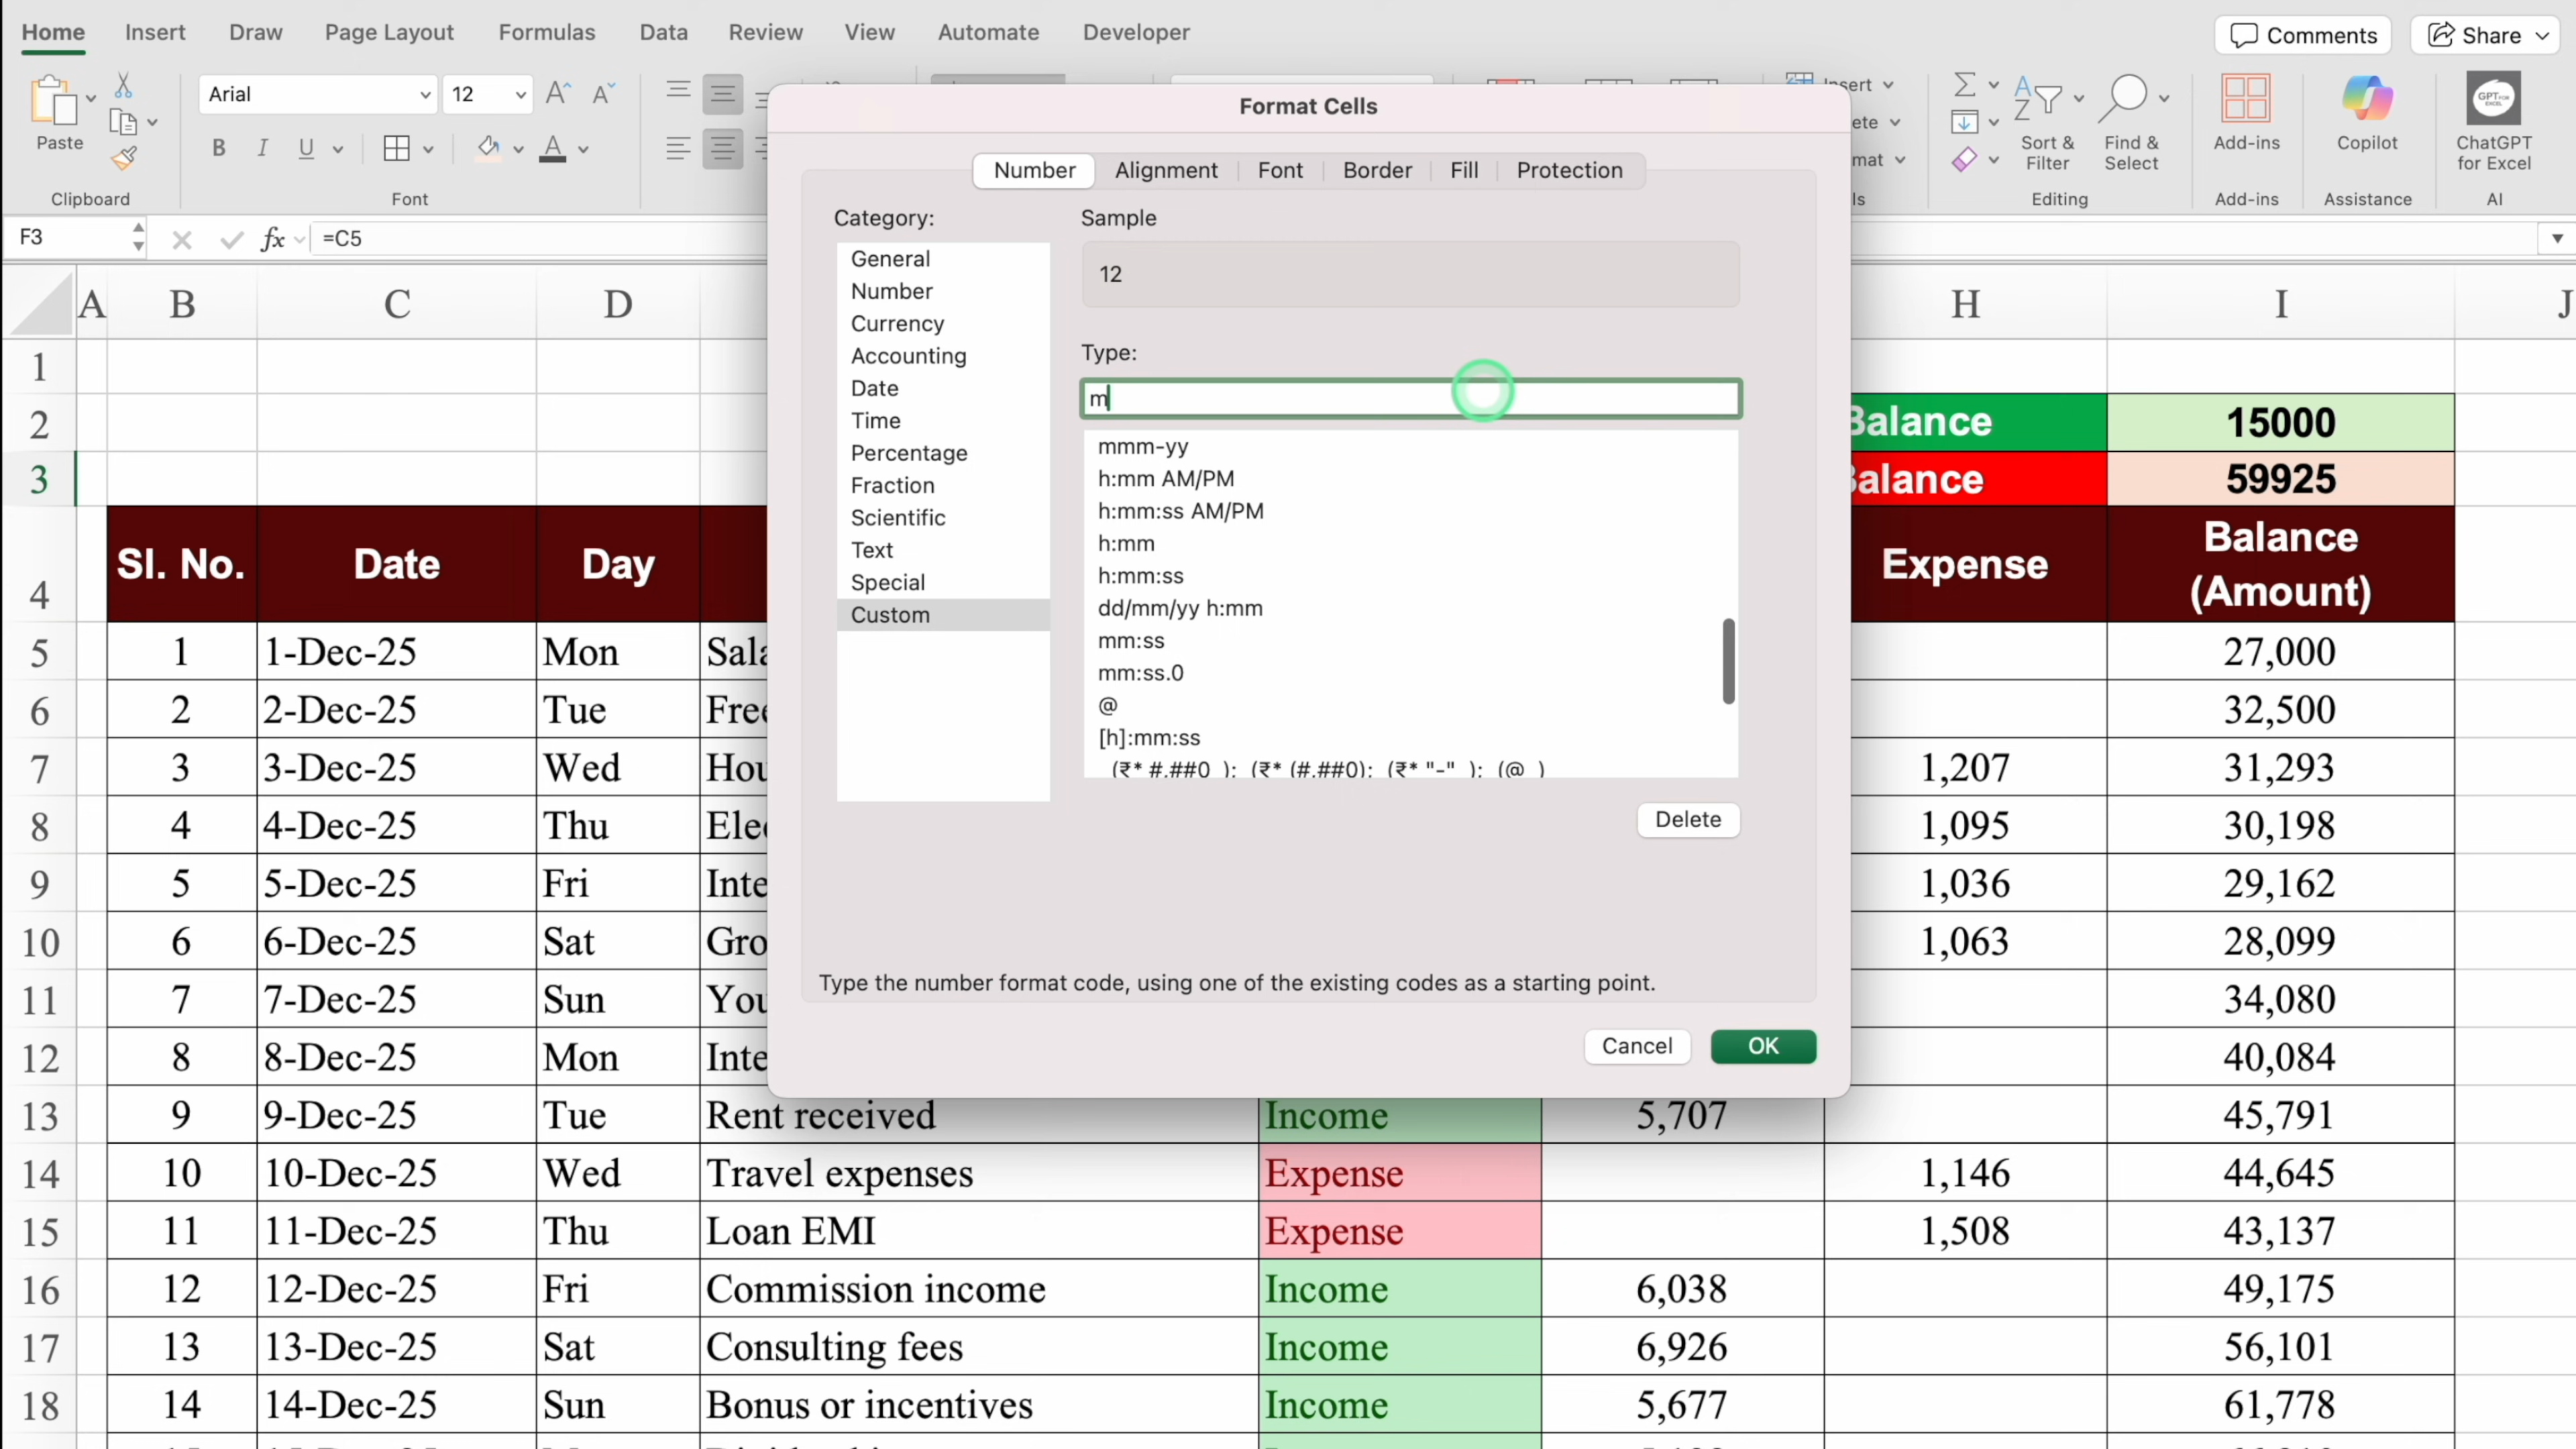 Home Insert Draw Page Layout Formulas Data Review View Automate Developer Comments Share
Arial 12
Paste
B I U A
Sort & Filter
Find & Select
Add-ins
Copilot
ChatGPT for Excel
GPT FOR EXCEL
Clipboard Font Editing Add-ins Assistance AI
F3 fx =C5
Format Cells
Number Alignment Font Border Fill Protection
Category:
General
Number
Currency
Accounting
Date
Time
Percentage
Fraction
Scientific
Text
Special
Custom
Sample
12
Type:
m
mmm-yy
h:mm AM/PM
h:mm:ss AM/PM
h:mm
h:mm:ss
dd/mm/yy h:mm
mm:ss
mm:ss.0
@
[h]:mm:ss
Delete
Type the number format code, using one of the existing codes as a starting point.
Cancel OK
A B C D H I J
1
2 Balance 15000
3 Balance 59925
4 Sl. No. Date Day Expense Balance (Amount)
5 1 1-Dec-25 Mon 27,000
6 2 2-Dec-25 Tue 32,500
7 3 3-Dec-25 Wed 1,207 31,293
8 4 4-Dec-25 Thu 1,095 30,198
9 5 5-Dec-25 Fri 1,036 29,162
10 6 6-Dec-25 Sat 1,063 28,099
11 7 7-Dec-25 Sun 34,080
12 8 8-Dec-25 Mon 40,084
13 9 9-Dec-25 Tue Rent received Income 5,707 45,791
14 10 10-Dec-25 Wed Travel expenses Expense 1,146 44,645
15 11 11-Dec-25 Thu Loan EMI Expense 1,508 43,137
16 12 12-Dec-25 Fri Commission income Income 6,038 49,175
17 13 13-Dec-25 Sat Consulting fees Income 6,926 56,101
18 14 14-Dec-25 Sun Bonus or incentives Income 5,677 61,778